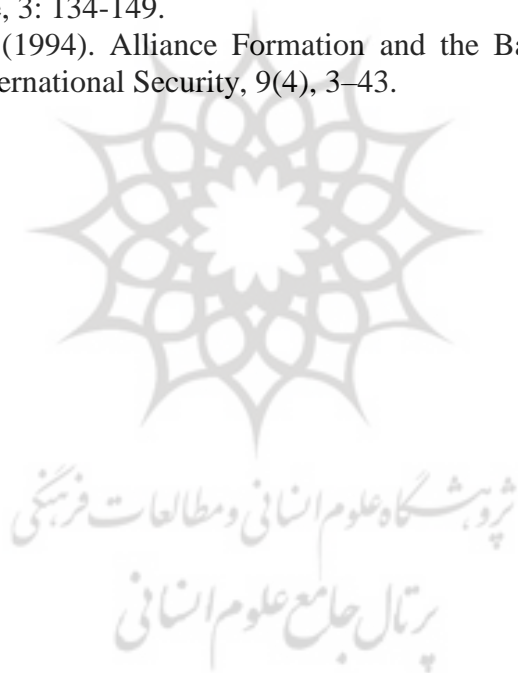 , 3: 134-149.
(1994). Alliance Formation and the Ba
ernational Security, 9(4), 3–43.
پژوهشگاه علوم انسانی و مطالعات فرهنگی
پرتال جامع علوم انسانی